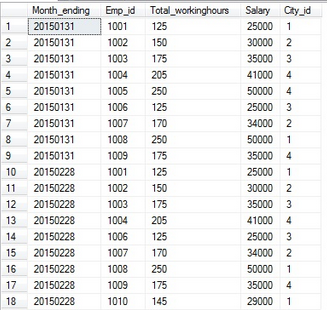 Month_ending Emp_id Total_workinghours Salary City_id
1 20150131 1001 125 25000 1
2 20150131 1002 150 30000 2
3 20150131 1003 175 35000 3
4 20150131 1004 205 41000 4
5 20150131 1005 250 50000 4
6 20150131 1006 125 25000 3
7 20150131 1007 170 34000 2
8 20150131 1008 250 50000 1
9 20150131 1009 175 35000 4
10 20150228 1001 125 25000 1
11 20150228 1002 150 30000 2
12 20150228 1003 175 35000 3
13 20150228 1004 205 41000 4
14 20150228 1006 125 25000 3
15 20150228 1007 170 34000 2
16 20150228 1008 250 50000 1
17 20150228 1009 175 35000 4
18 20150228 1010 145 29000 1